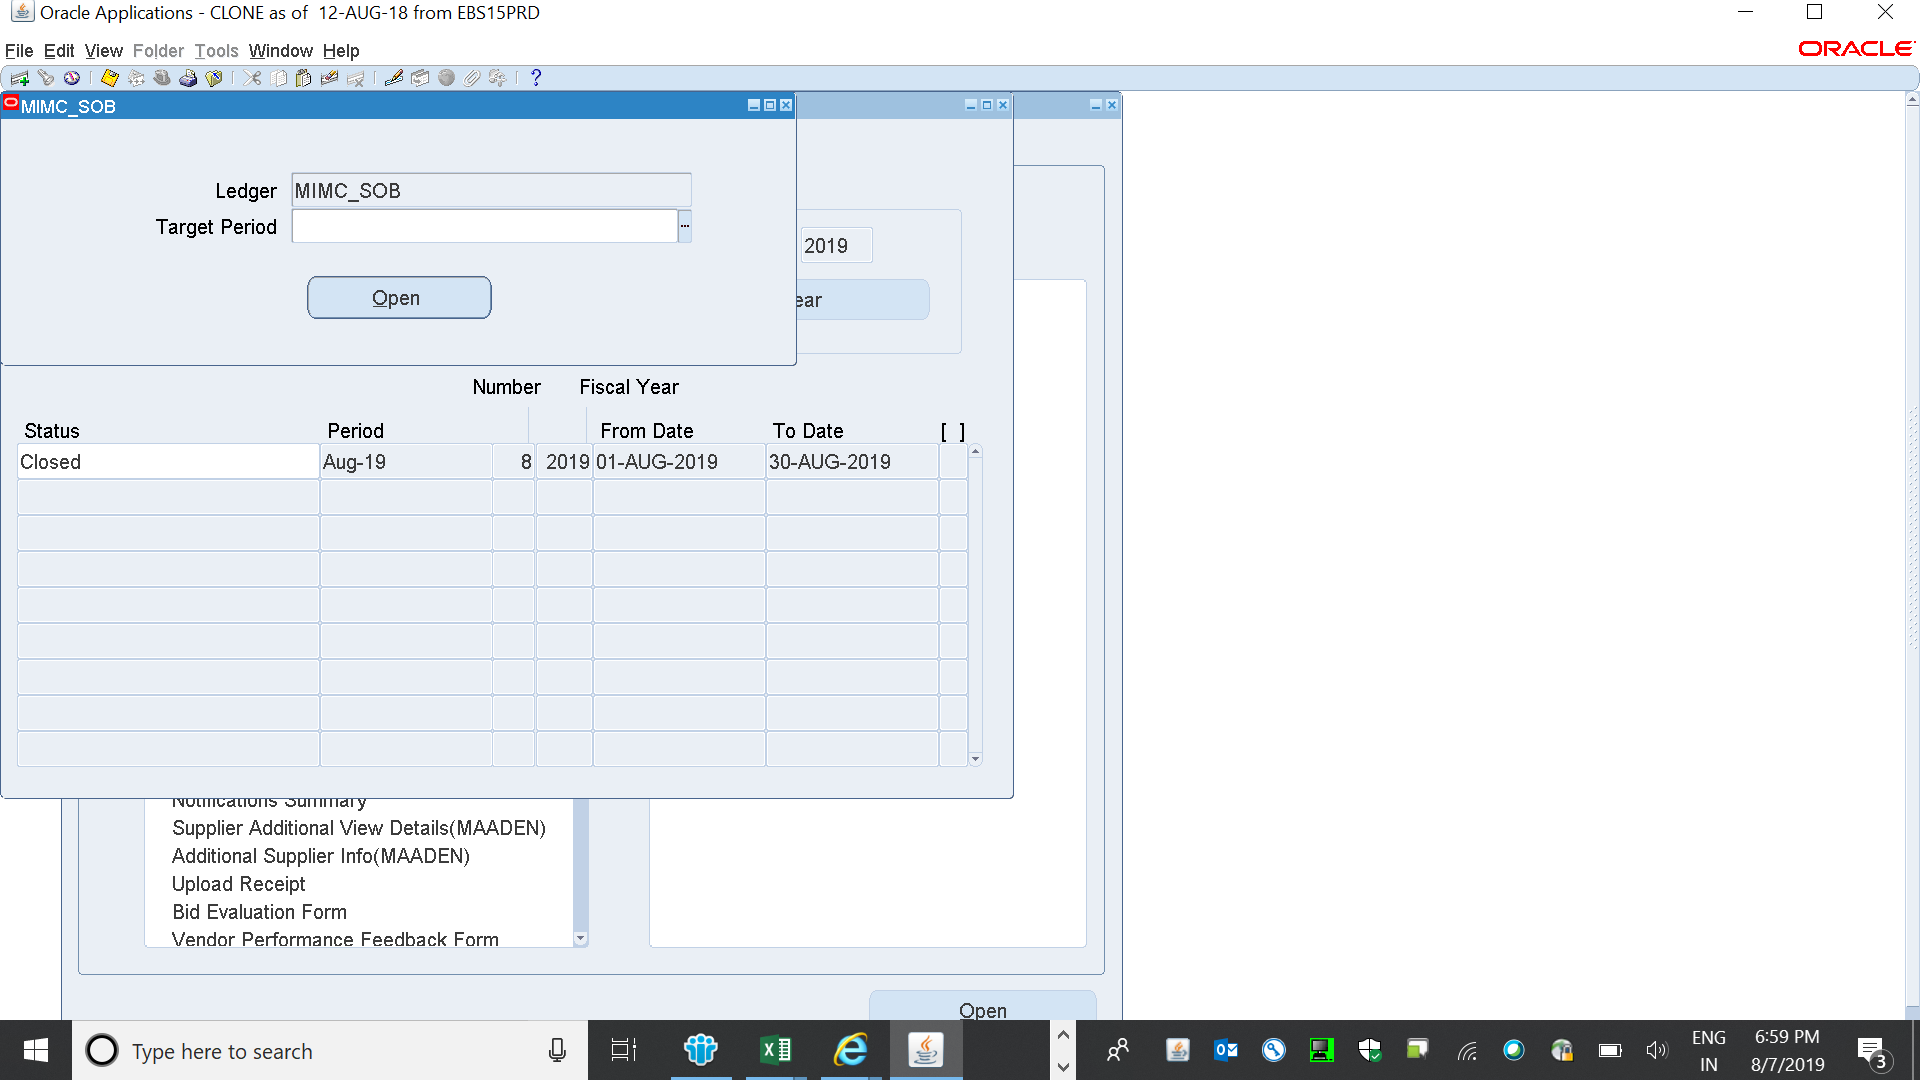 Oracle Applications - CLONE as of 12-AUG-18 from EBS15PRD
File Edit View Folder Tools Window Help
ORACLE
MIMC_SOB
Ledger MIMC_SOB
Target Period
...
2019
Open
ear
Number Fiscal Year
Status Period From Date To Date [ ]
Closed Aug-19 8 2019 01-AUG-2019 30-AUG-2019
Notifications Summary
Supplier Additional View Details(MAADEN)
Additional Supplier Info(MAADEN)
Upload Receipt
Bid Evaluation Form
Vendor Performance Feedback Form
Open
Type here to search
ENG
IN
6:59 PM
8/7/2019
3